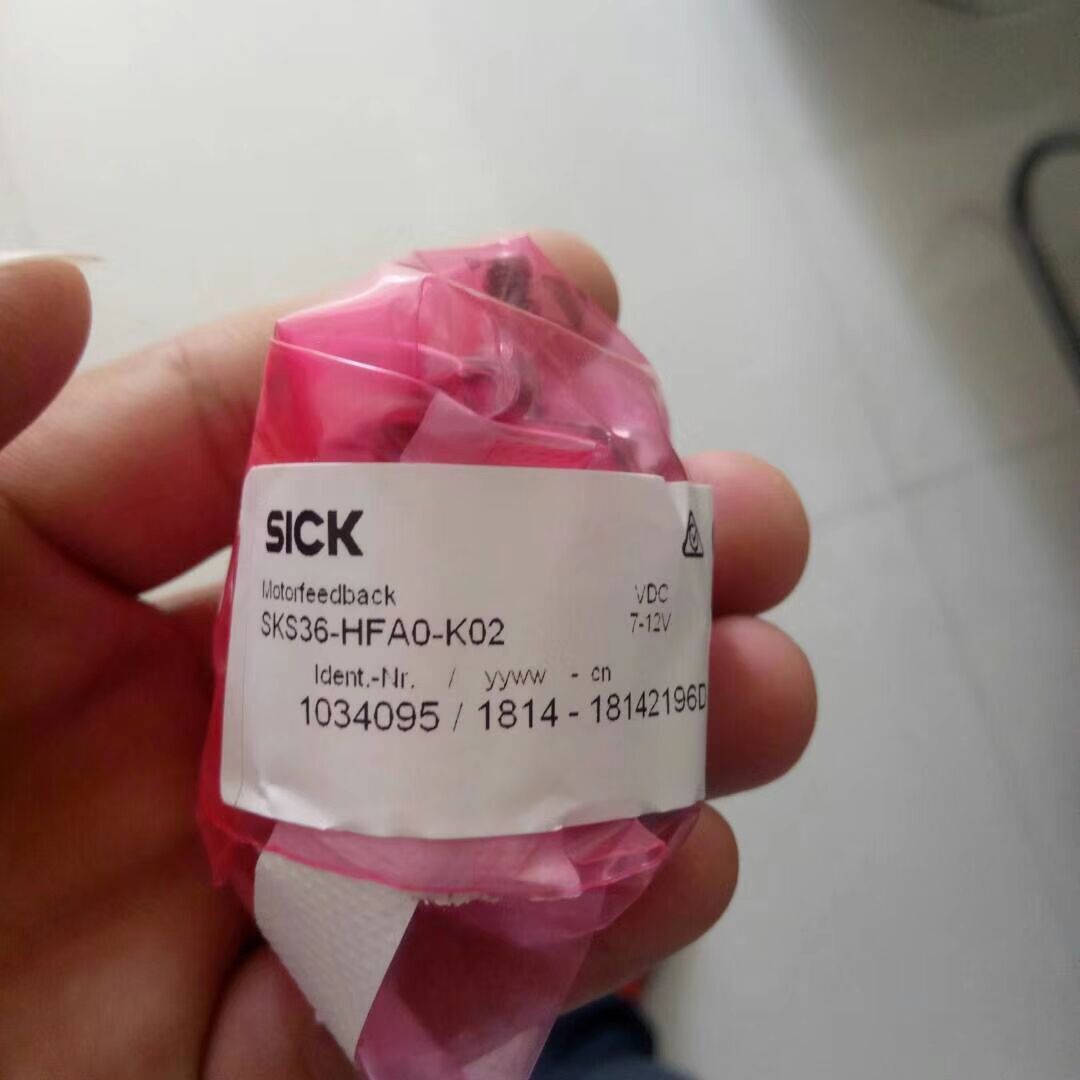 SICK
Motorfeedback VDC
SKS36-HFA0-K02 7-12V
Ident.-Nr. / yyww - cn
1034095 / 1814 - 18142196D